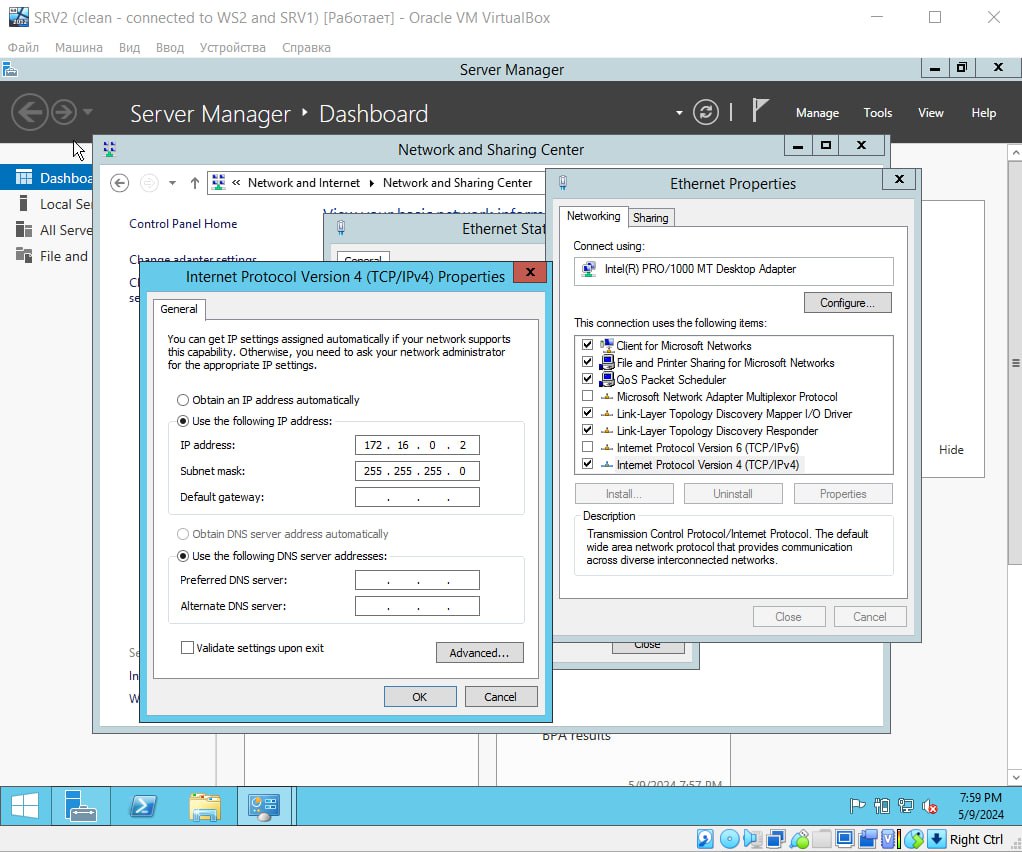 SRV2 (clean - connected to WS2 and SRV1) [Работает] - Oracle VM VirtualBox
Файл Машина Вид Ввод Устройства Справка
Server Manager
Server Manager Dashboard
Manage Tools View Help
Network and Sharing Center
« Network and Internet Network and Sharing Center
Control Panel Home
Change adapter settings
Local Ser
All Serve
File and
Ethernet Properties
Networking Sharing
Connect using:
Intel(R) PRO/1000 MT Desktop Adapter
Configure...
This connection uses the following items:
Client for Microsoft Networks
File and Printer Sharing for Microsoft Networks
QoS Packet Scheduler
Microsoft Network Adapter Multiplexor Protocol
Link-Layer Topology Discovery Mapper I/O Driver
Link-Layer Topology Discovery Responder
Internet Protocol Version 6 (TCP/IPv6)
Internet Protocol Version 4 (TCP/IPv4)
Install... Uninstall Properties
Description
Transmission Control Protocol/Internet Protocol. The default
wide area network protocol that provides communication
across diverse interconnected networks.
Close Cancel
Hide
Internet Protocol Version 4 (TCP/IPv4) Properties
General
You can get IP settings assigned automatically if your network supports
this capability. Otherwise, you need to ask your network administrator
for the appropriate IP settings.
Obtain an IP address automatically
Use the following IP address:
IP address: 172 . 16 . 0 . 2
Subnet mask: 255 . 255 . 255 . 0
Default gateway: . . .
Obtain DNS server address automatically
Use the following DNS server addresses:
Preferred DNS server: . . .
Alternate DNS server: . . .
Validate settings upon exit
Advanced...
OK Cancel
Close
BPA results
5/9/2024 7:57 PM
7:59 PM
5/9/2024
Right Ctrl